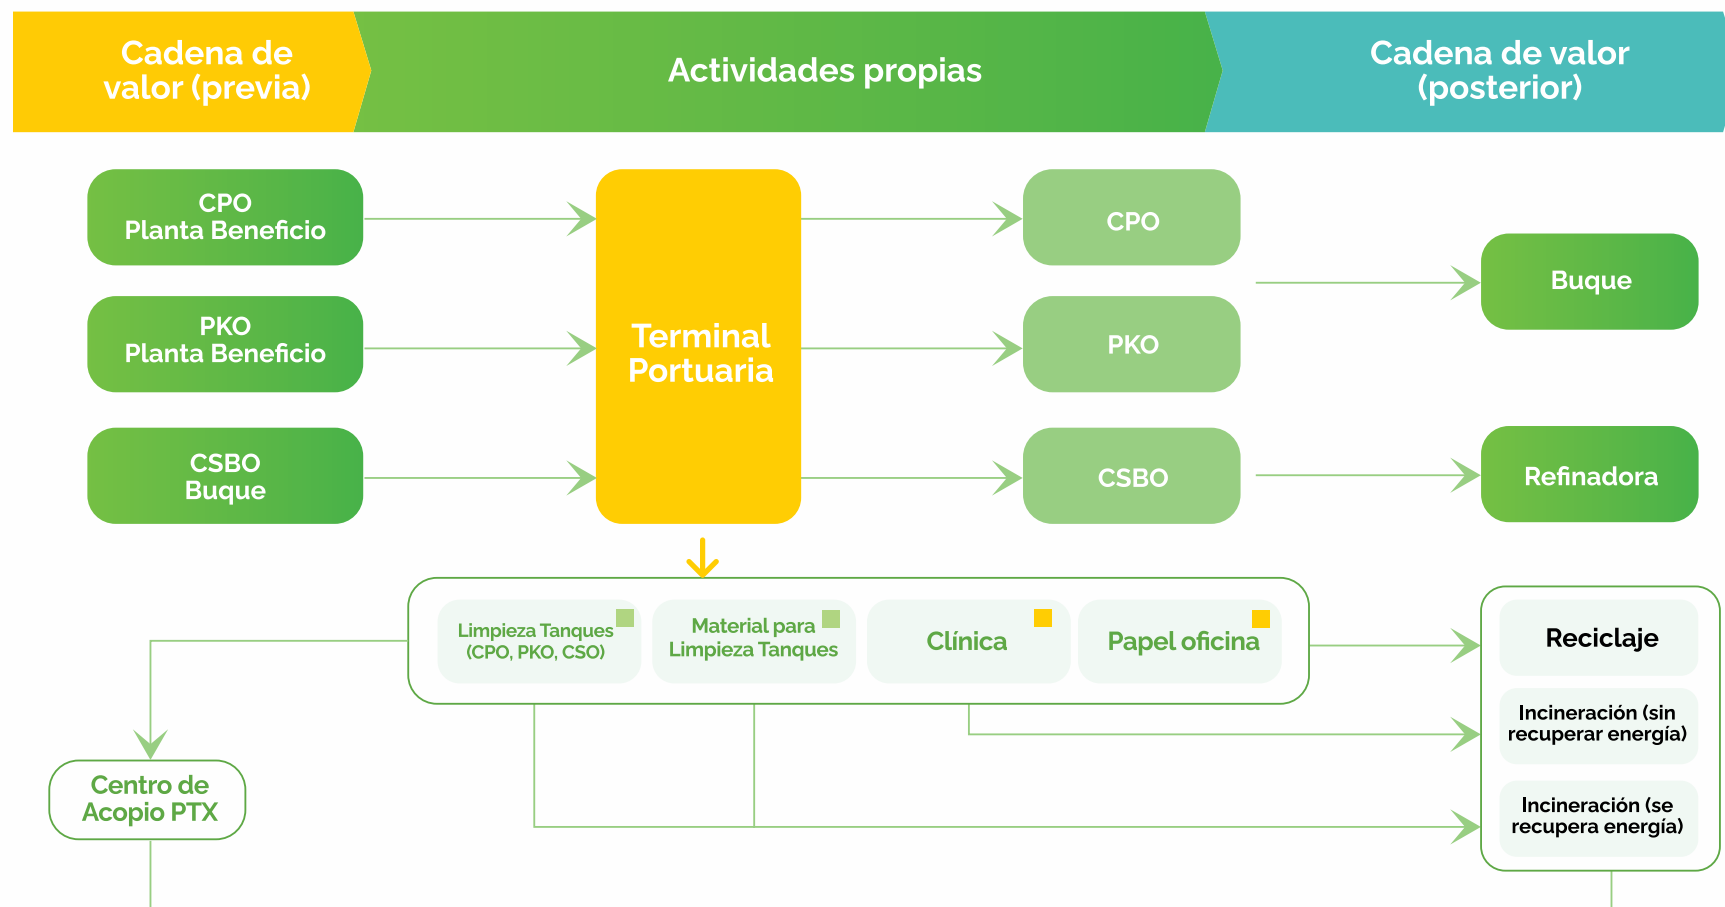 Cadena de
valor (previa)
Actividades propias
Cadena de valor
(posterior)
CPO
Planta Beneficio
PKO
Planta Beneficio
CSBO
Buque
Terminal
Portuaria
CPO
PKO
CSBO
Buque
Refinadora
Limpieza Tanques
(CPO, PKO, CSO)
Material para
Limpieza Tanques
Clínica
Papel oficina
Reciclaje
Incineración (sin
recuperar energía)
Incineración (se
recupera energía)
Centro de
Acopio PTX